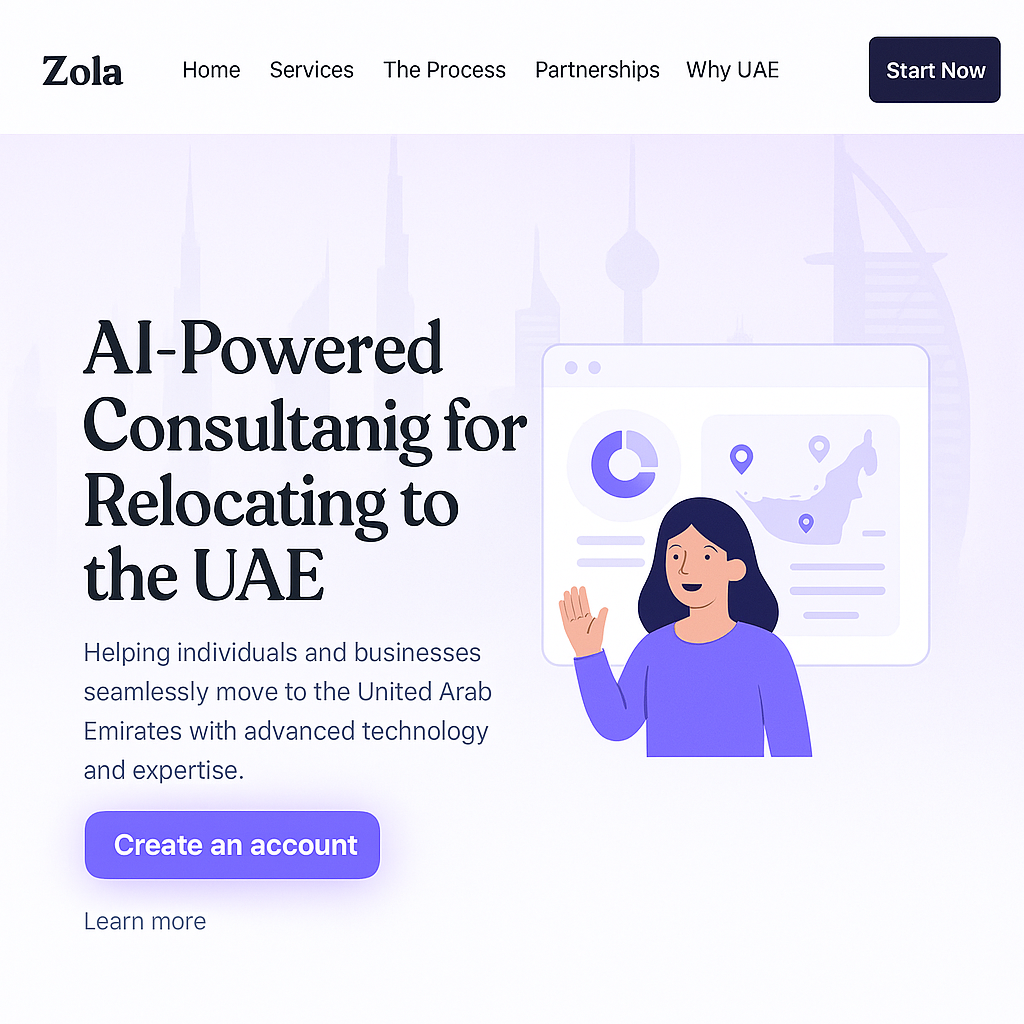 Zola
Home Services The Process Partnerships Why UAE
Start Now
AI-Powered
Consultanig for
Relocating to
the UAE
Helping individuals and businesses
seamlessly move to the United Arab
Emirates with advanced technology
and expertise.
Create an account
Learn more